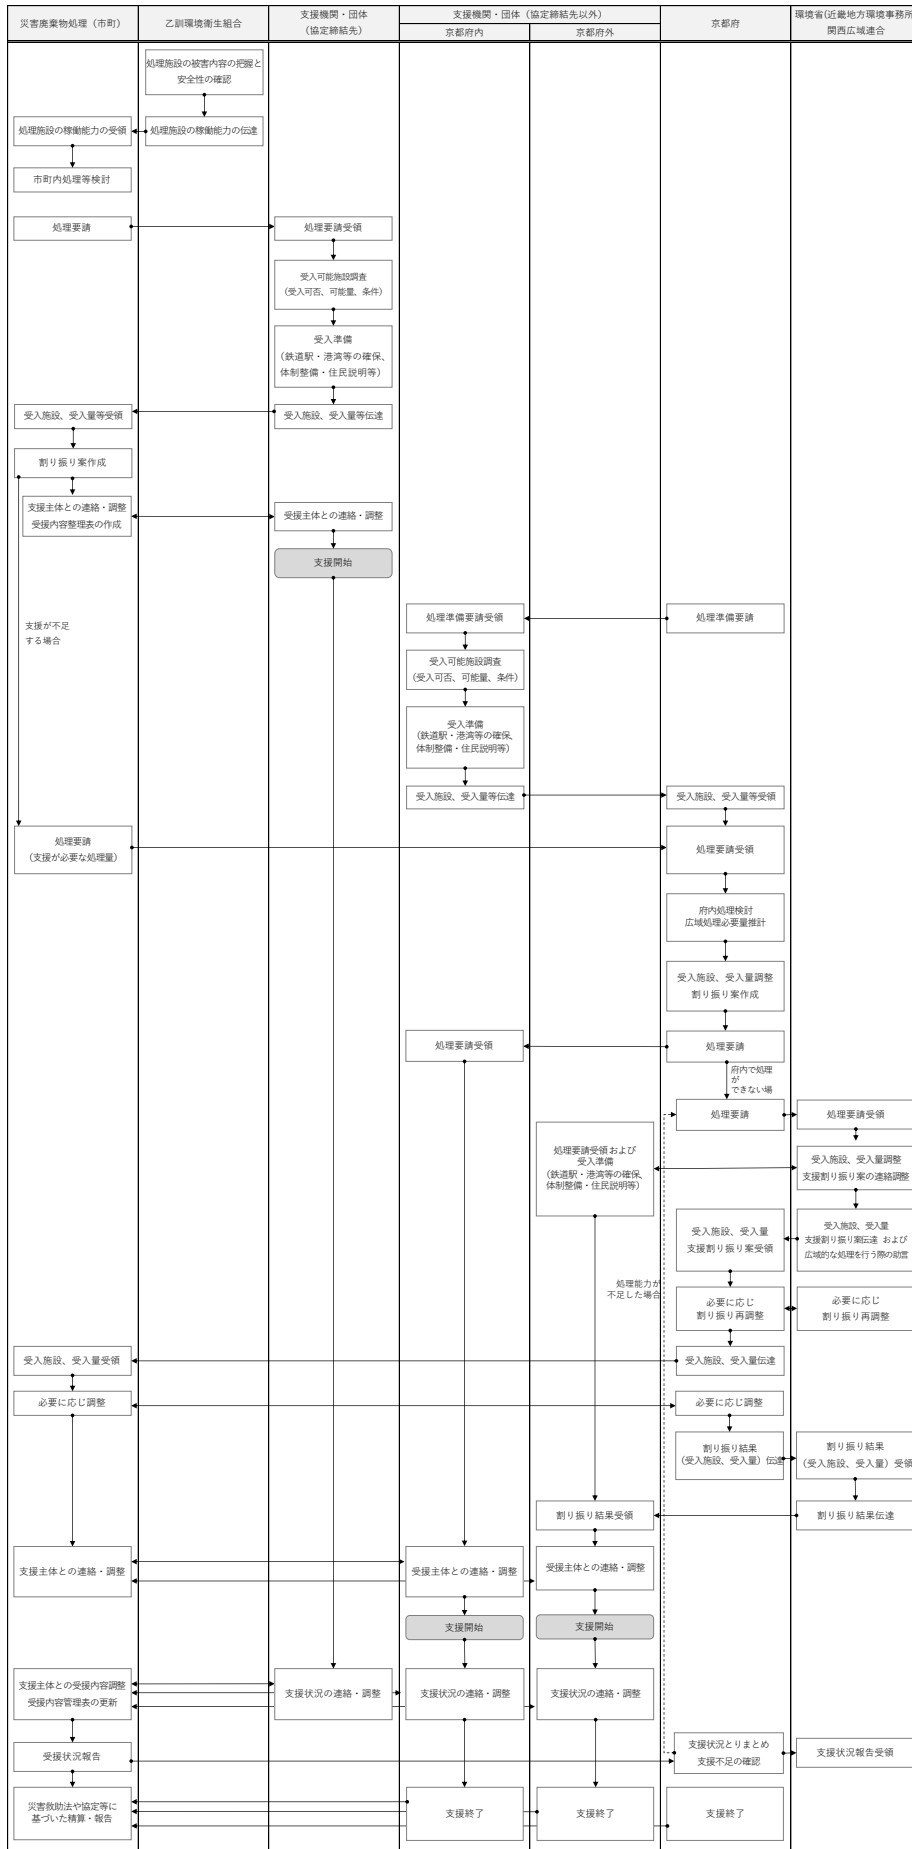 災害廃棄物処理（市町）
乙訓環境衛生組合
支援機関・団体
（協定締結先）
支援機関・団体（協定締結先以外）
京都府内
京都府外
京都府
環境省(近畿地方環境事務所
関西広域連合
処理施設の被害内容の把握と
安全性の確認
処理施設の稼働能力の受領
処理施設の稼働能力の伝達
市町内処理等検討
処理要請
処理要請受領
受入可能施設調査
（受入可否、可能量、条件）
受入準備
（鉄道駅・港湾等の確保、
体制整備・住民説明等）
受入施設、受入量等受領
受入施設、受入量等伝達
割り振り案作成
支援主体との連絡・調整
受援内容整理表の作成
受援主体との連絡・調整
支援開始
支援が不足
する場合
処理準備要請受領
処理準備要請
受入可能施設調査
（受入可否、可能量、条件）
受入準備
（鉄道駅・港湾等の確保、
体制整備・住民説明等）
受入施設、受入量等伝達
受入施設、受入量等受領
処理要請
（支援が必要な処理量）
処理要請受領
府内処理検討
広域処理必要量推計
受入施設、受入量調整
割り振り案作成
処理要請受領
処理要請
府内で処理
が
できない場
処理要請
処理要請受領
処理要請受領および
受入準備
（鉄道駅・港湾等の確保、
体制整備・住民説明等）
受入施設、受入量調整
支援割り振り案の連絡調整
受入施設、受入量
支援割り振り案受領
受入施設、受入量
支援割り振り案伝達 および
広域的な処理を行う際の助言
処理能力が
不足した場合
必要に応じ
割り振り再調整
必要に応じ
割り振り再調整
受入施設、受入量受領
受入施設、受入量伝達
必要に応じ調整
必要に応じ調整
割り振り結果
（受入施設、受入量）伝達
割り振り結果
（受入施設、受入量）受領
割り振り結果受領
割り振り結果伝達
支援主体との連絡・調整
受援主体との連絡・調整
受援主体との連絡・調整
支援開始
支援開始
支援主体との受援内容調整
受援内容管理表の更新
支援状況の連絡・調整
支援状況の連絡・調整
支援状況の連絡・調整
受援状況報告
支援状況とりまとめ
支援不足の確認
支援状況報告受領
災害救助法や協定等に
基づいた精算・報告
支援終了
支援終了
支援終了